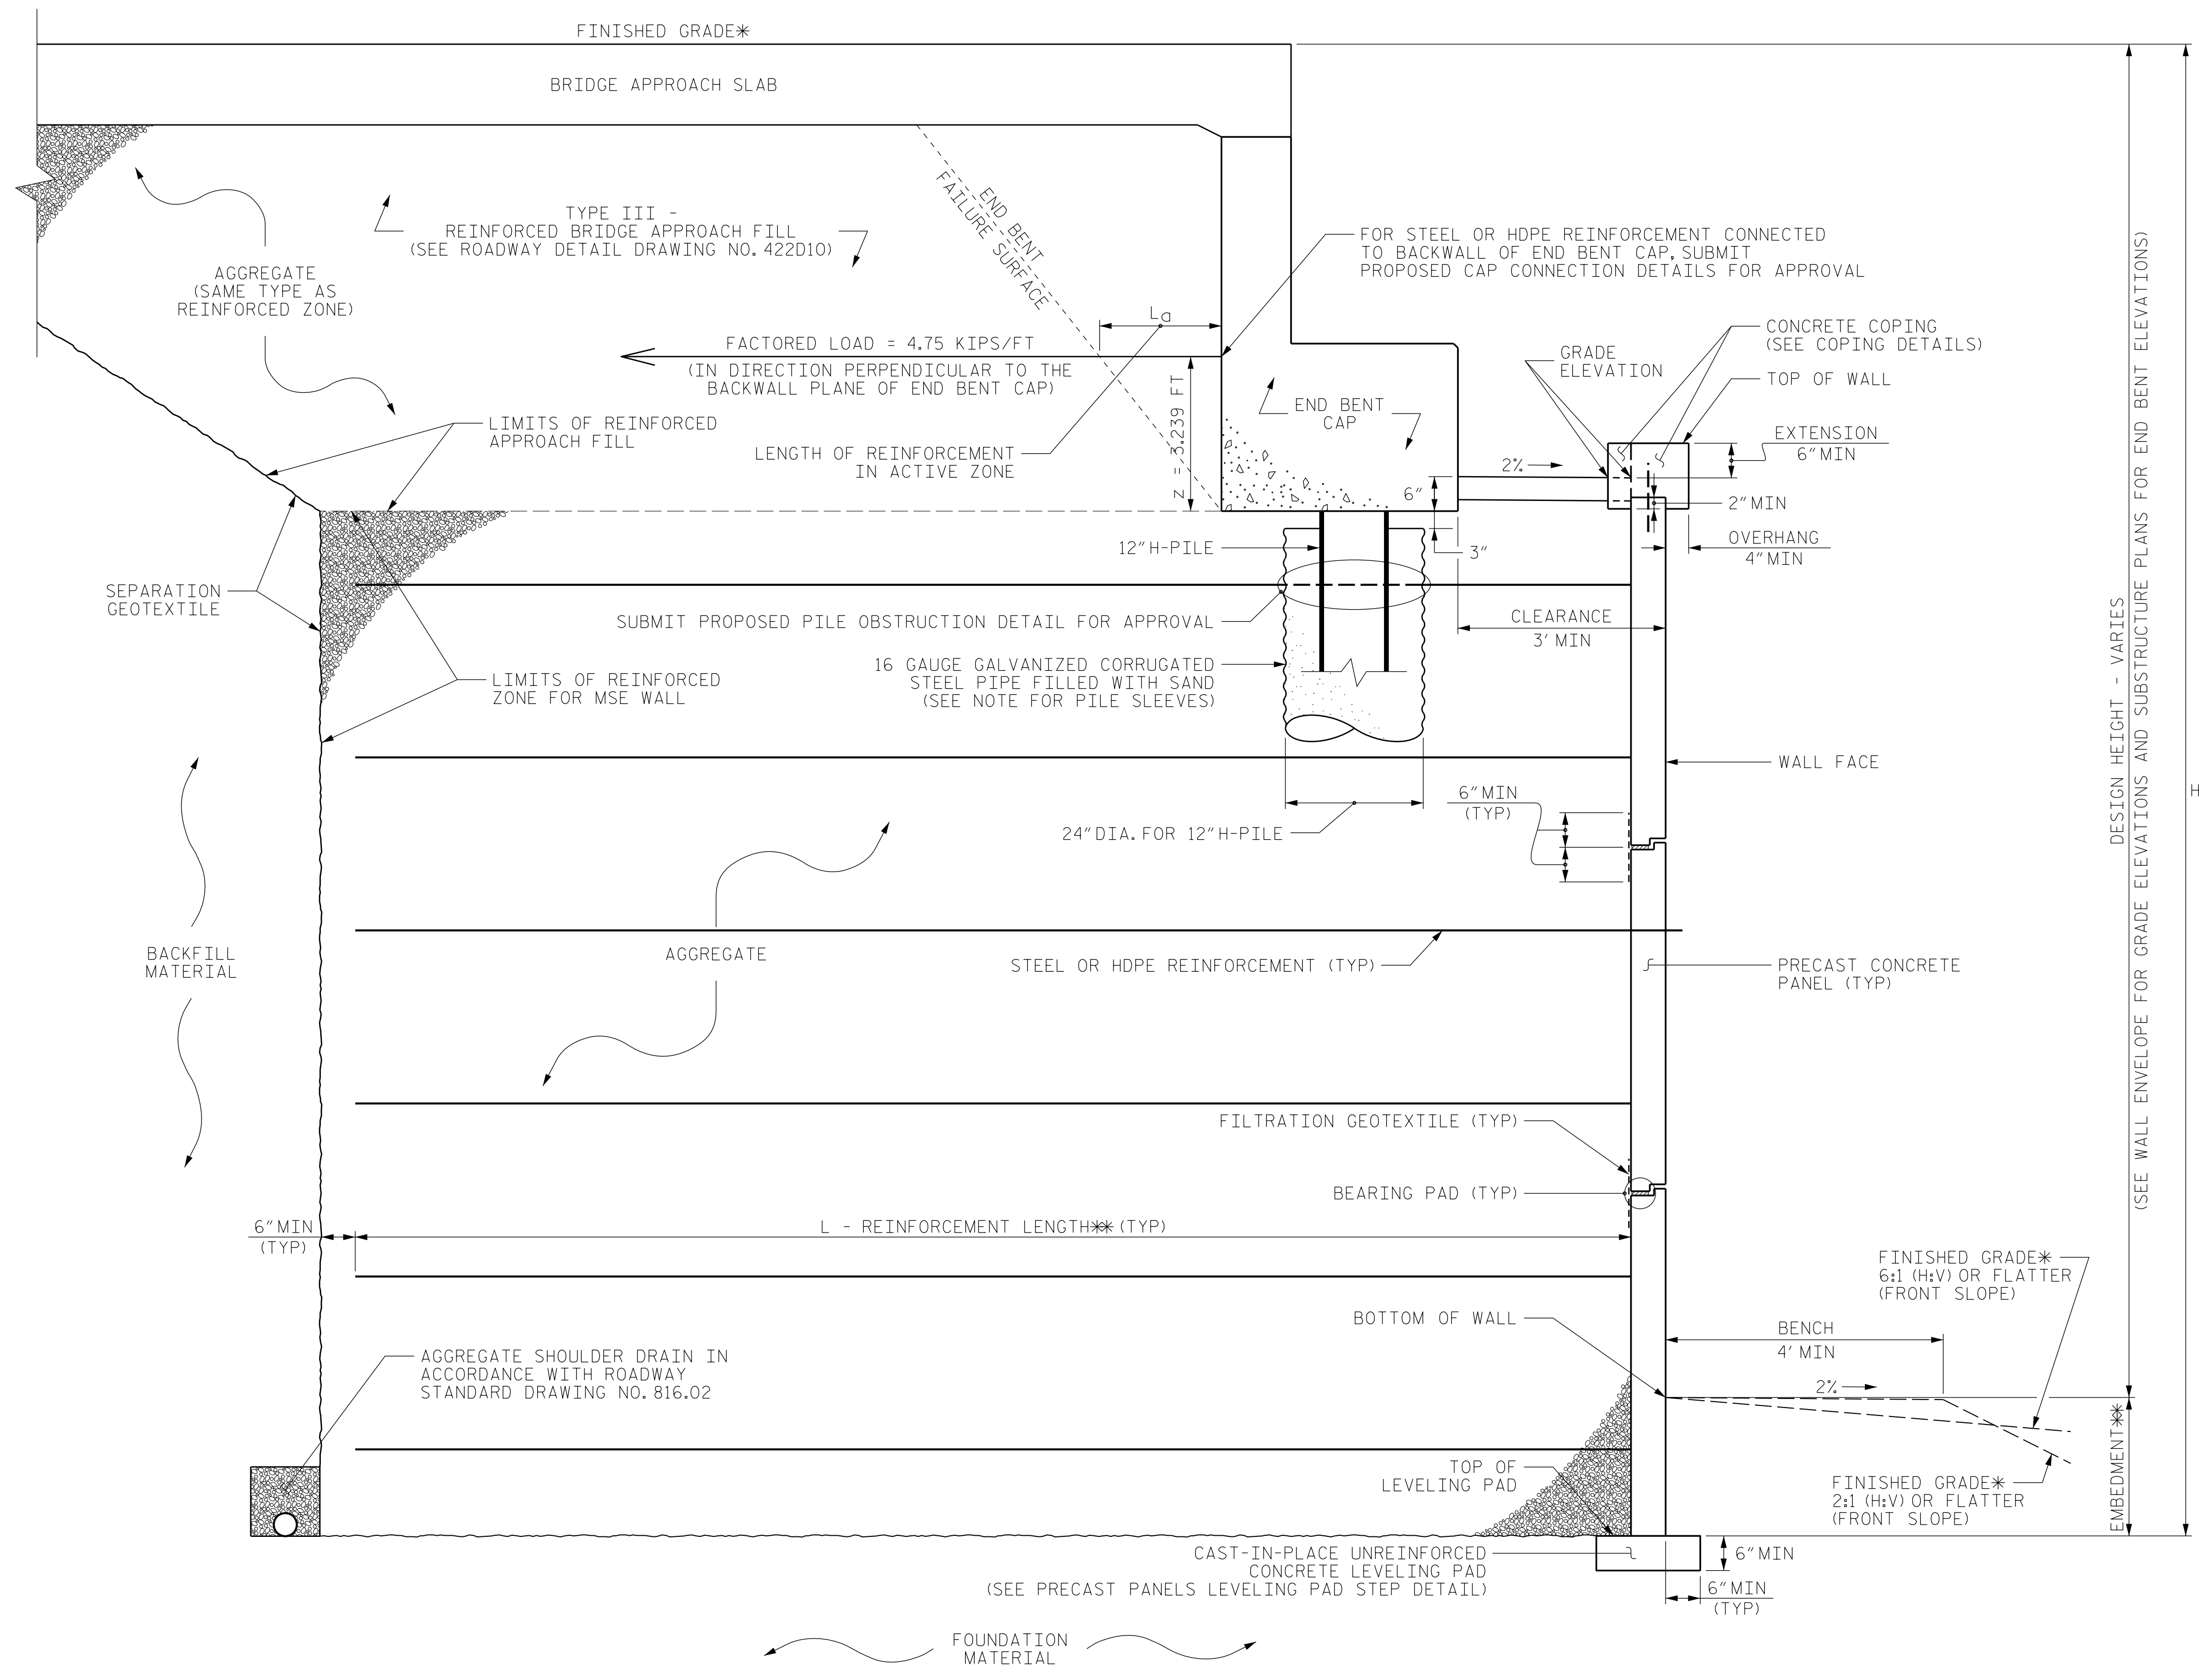 FINISHED GRADE*
BRIDGE APPROACH SLAB
TYPE III -
REINFORCED BRIDGE APPROACH FILL
(SEE ROADWAY DETAIL DRAWING NO. 422D10)
AGGREGATE
(SAME TYPE AS
REINFORCED ZONE)
END BENT
FAILURE SURFACE
FOR STEEL OR HDPE REINFORCEMENT CONNECTED
TO BACKWALL OF END BENT CAP, SUBMIT
PROPOSED CAP CONNECTION DETAILS FOR APPROVAL
La
FACTORED LOAD = 4.75 KIPS/FT
(IN DIRECTION PERPENDICULAR TO THE
BACKWALL PLANE OF END BENT CAP)
z = 3.239 FT
LIMITS OF REINFORCED
APPROACH FILL
LENGTH OF REINFORCEMENT
IN ACTIVE ZONE
END BENT
CAP
GRADE
ELEVATION
CONCRETE COPING
(SEE COPING DETAILS)
TOP OF WALL
EXTENSION
6" MIN
2%
6"
2" MIN
OVERHANG
4" MIN
3"
12" H-PILE
SEPARATION
GEOTEXTILE
SUBMIT PROPOSED PILE OBSTRUCTION DETAIL FOR APPROVAL
CLEARANCE
3' MIN
16 GAUGE GALVANIZED CORRUGATED
STEEL PIPE FILLED WITH SAND
(SEE NOTE FOR PILE SLEEVES)
LIMITS OF REINFORCED
ZONE FOR MSE WALL
WALL FACE
6" MIN
(TYP)
24" DIA. FOR 12" H-PILE
DESIGN HEIGHT - VARIES
(SEE WALL ENVELOPE FOR GRADE ELEVATIONS AND SUBSTRUCTURE PLANS FOR END BENT ELEVATIONS)
H
BACKFILL
MATERIAL
AGGREGATE
STEEL OR HDPE REINFORCEMENT (TYP)
PRECAST CONCRETE
PANEL (TYP)
FILTRATION GEOTEXTILE (TYP)
BEARING PAD (TYP)
6" MIN
(TYP)
L - REINFORCEMENT LENGTH** (TYP)
FINISHED GRADE*
6:1 (H:V) OR FLATTER
(FRONT SLOPE)
BOTTOM OF WALL
BENCH
4' MIN
AGGREGATE SHOULDER DRAIN IN
ACCORDANCE WITH ROADWAY
STANDARD DRAWING NO. 816.02
2%
EMBEDMENT**
TOP OF
LEVELING PAD
FINISHED GRADE*
2:1 (H:V) OR FLATTER
(FRONT SLOPE)
CAST-IN-PLACE UNREINFORCED
CONCRETE LEVELING PAD
(SEE PRECAST PANELS LEVELING PAD STEP DETAIL)
6" MIN
6" MIN
(TYP)
FOUNDATION
MATERIAL